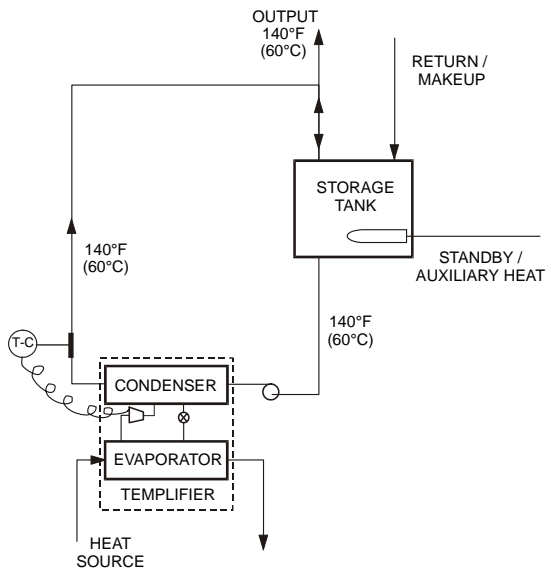 OUTPUT
140°F
(60°C)
RETURN /
MAKEUP
STORAGE
TANK
STANDBY /
AUXILIARY HEAT
140°F
(60°C)
140°F
(60°C)
T-C
CONDENSER
EVAPORATOR
TEMPLIFIER
HEAT
SOURCE